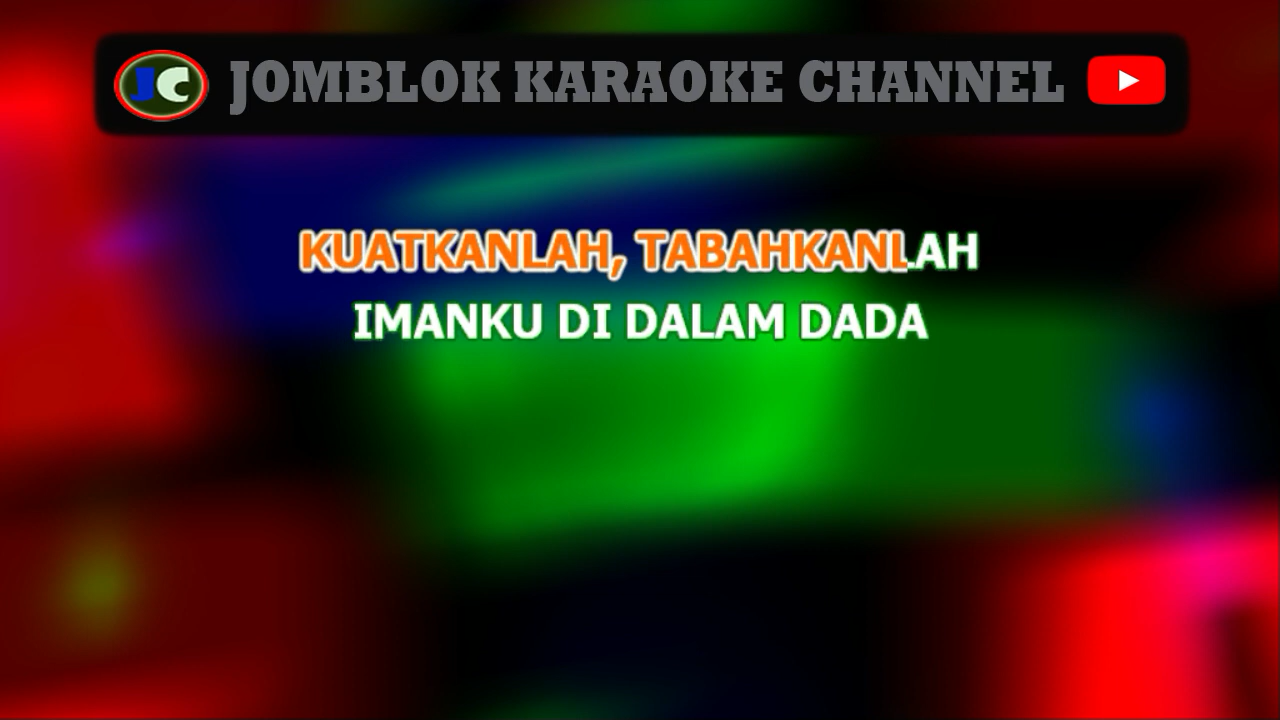 JC JOMBLOK KARAOKE CHANNEL
KUATKANLAH, TABAHKANLAH
IMANKU DI DALAM DADA